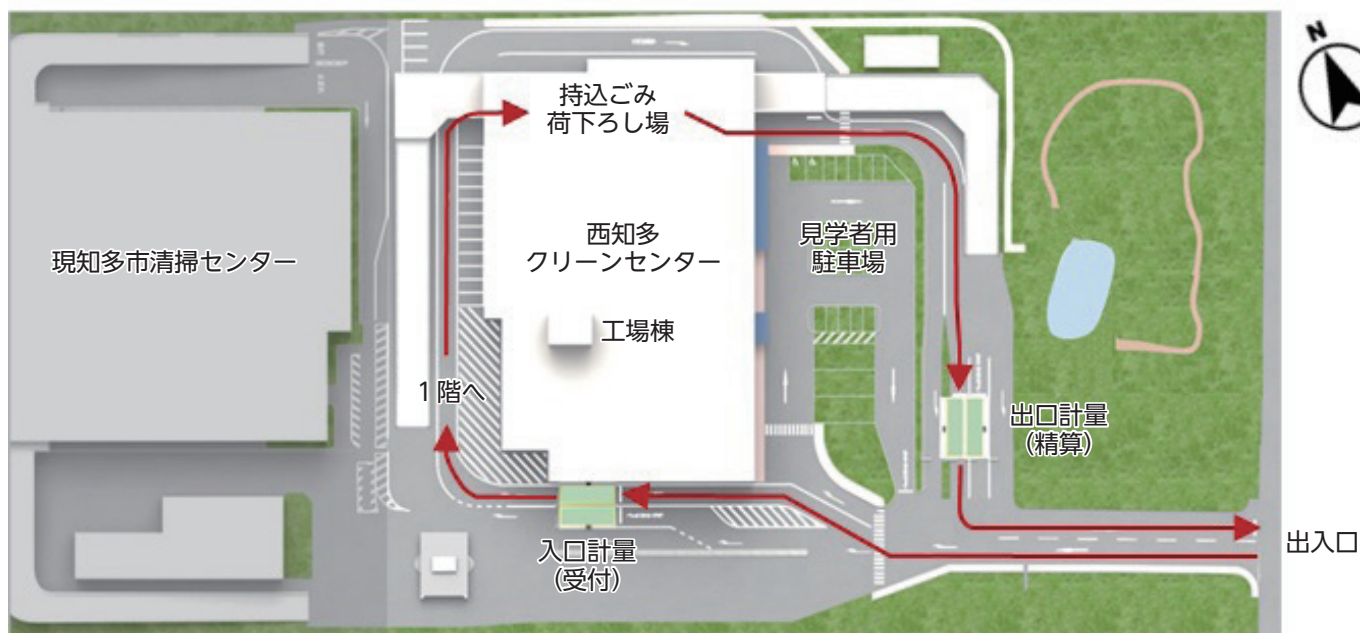 N
持込ごみ
荷下ろし場
現知多市清掃センター
西知多
クリーンセンター
見学者用
駐車場
工場棟
1階へ
出口計量
(精算)
入口計量
(受付)
出入口